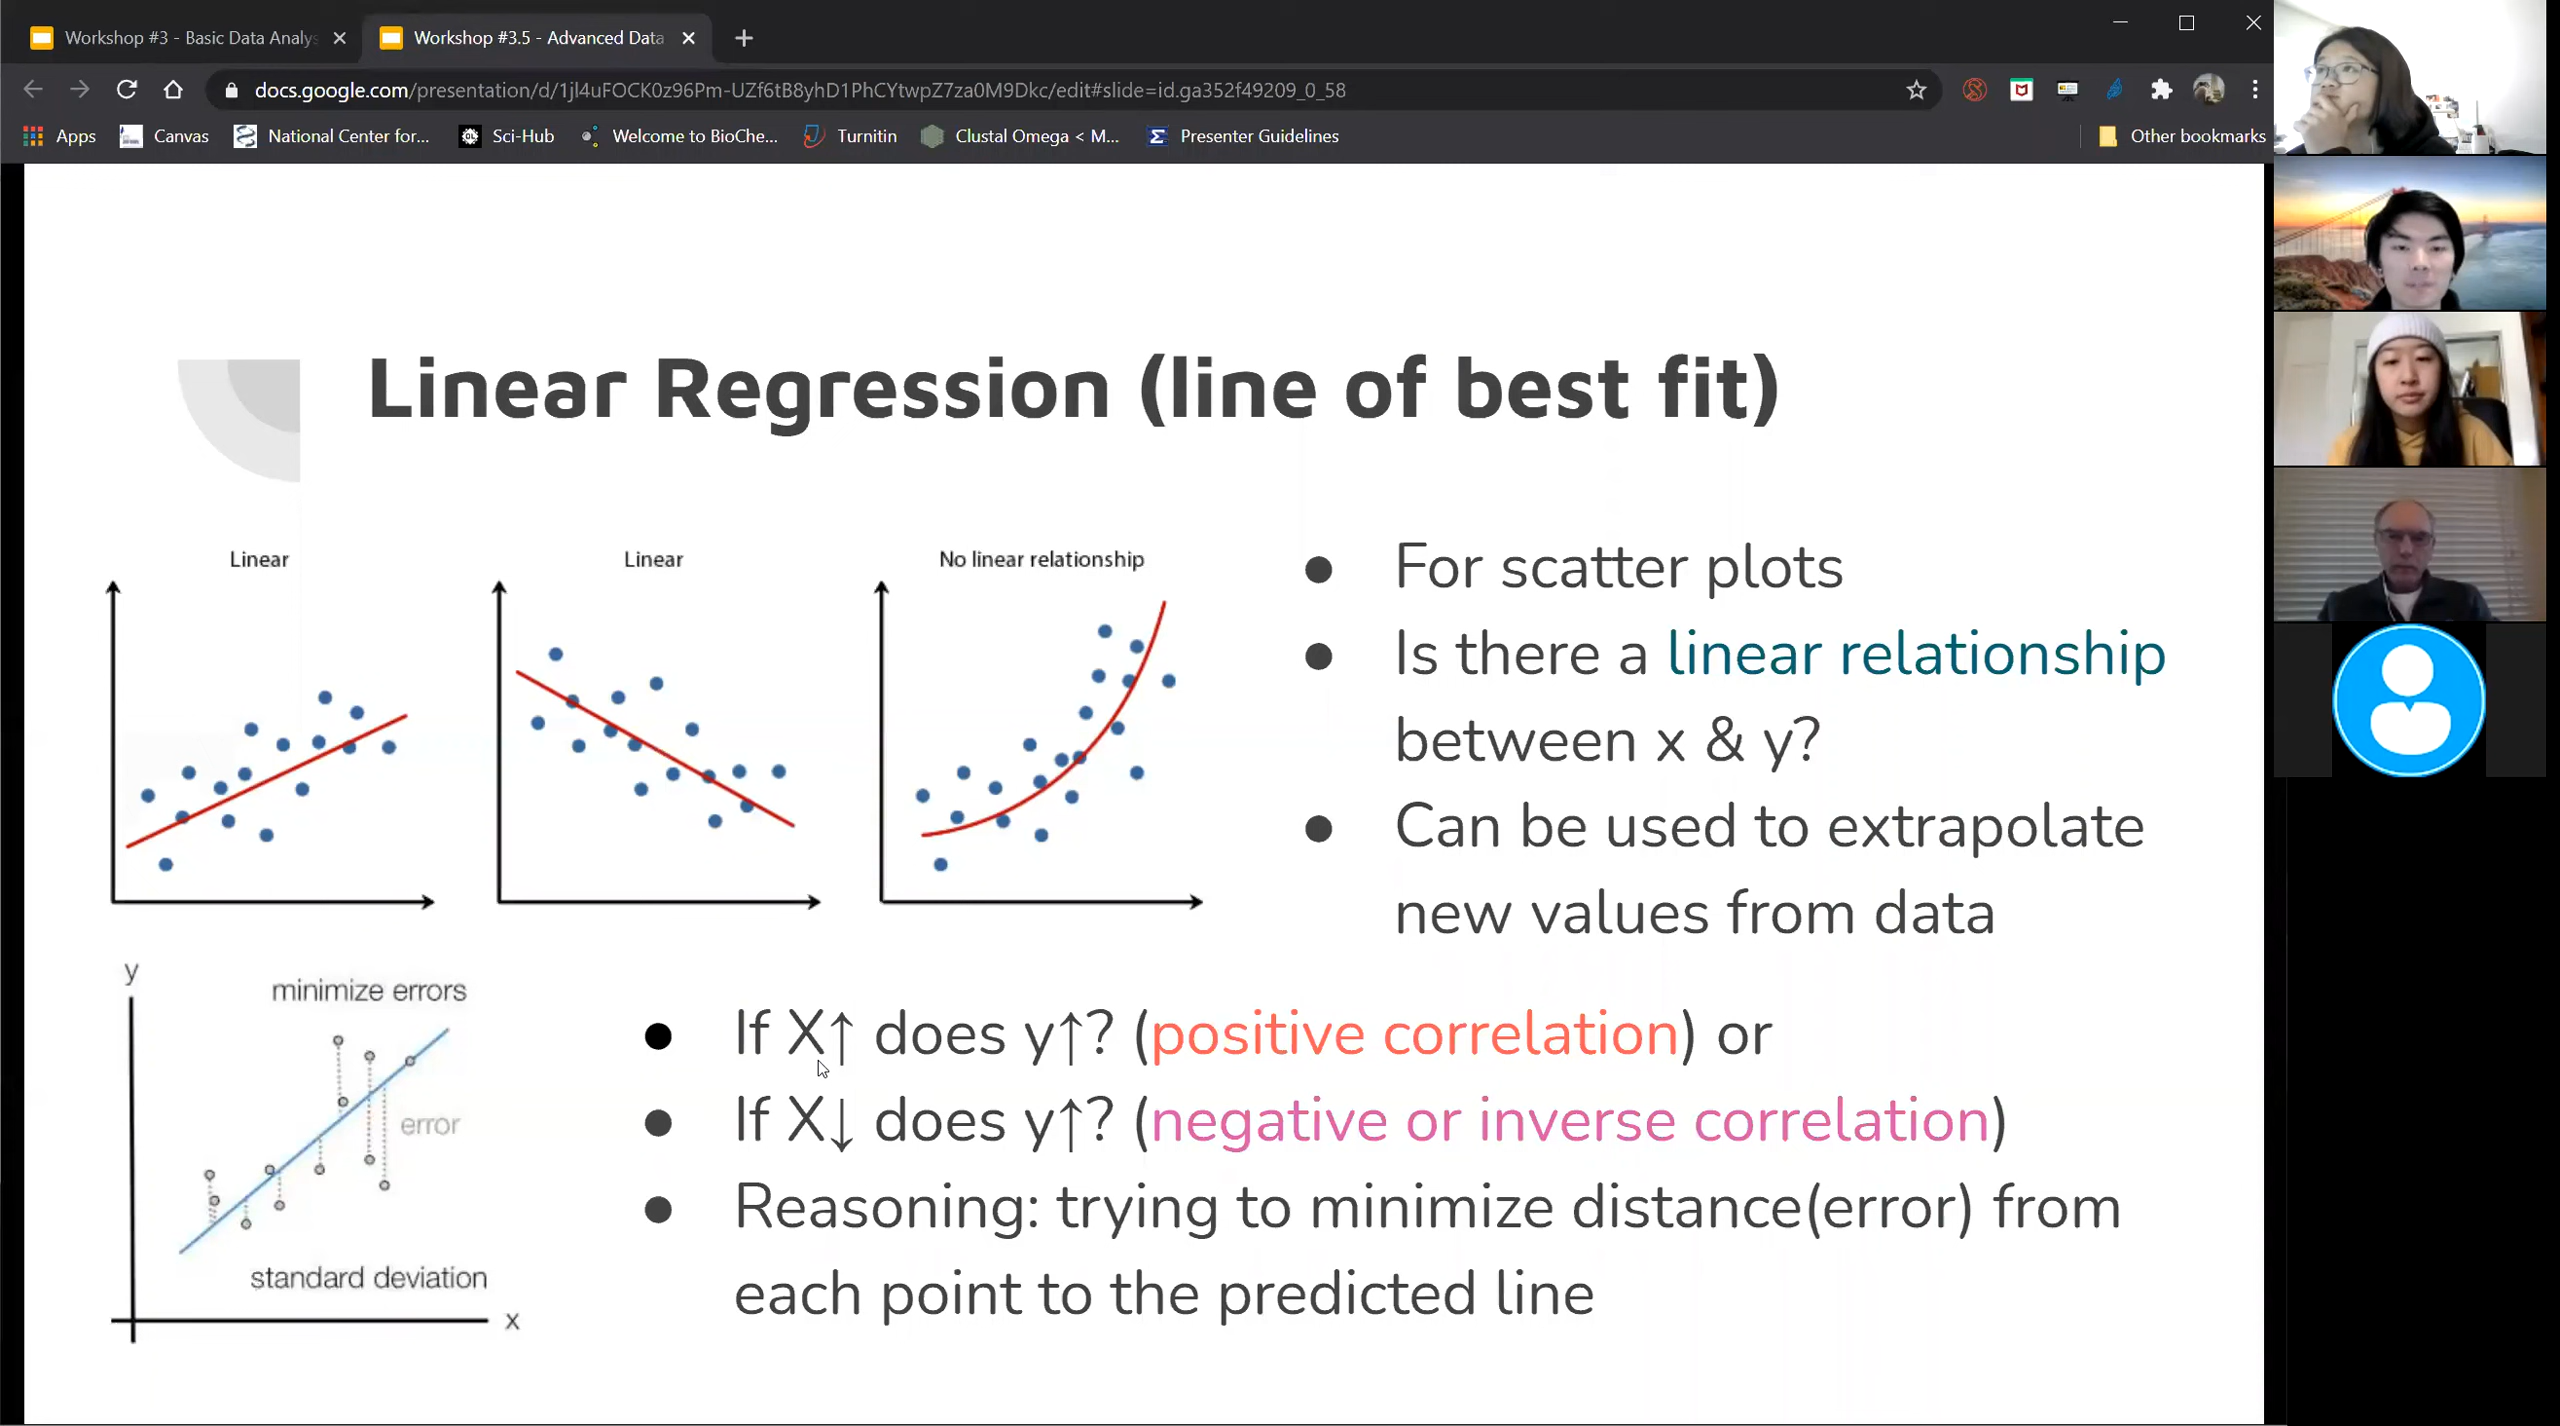 Workshop #3 - Basic Data Analys
Workshop #3.5 - Advanced Data
docs.google.com/presentation/d/1jl4uFOCK0z96Pm-UZf6tB8yhD1PhCYtwpZ7za0M9Dkc/edit#slide=id.ga352f49209_0_58
Apps Canvas National Center for... Sci-Hub Welcome to BioChe... Turnitin Clustal Omega < M... Presenter Guidelines Other bookmarks
Linear Regression (line of best fit)
Linear
Linear
No linear relationship
● For scatter plots
● Is there a linear relationship
between x & y?
● Can be used to extrapolate
new values from data
y
minimize errors
error
standard deviation
x
● If X↑ does y↑? (positive correlation) or
● If X↓ does y↑? (negative or inverse correlation)
● Reasoning: trying to minimize distance(error) from
each point to the predicted line